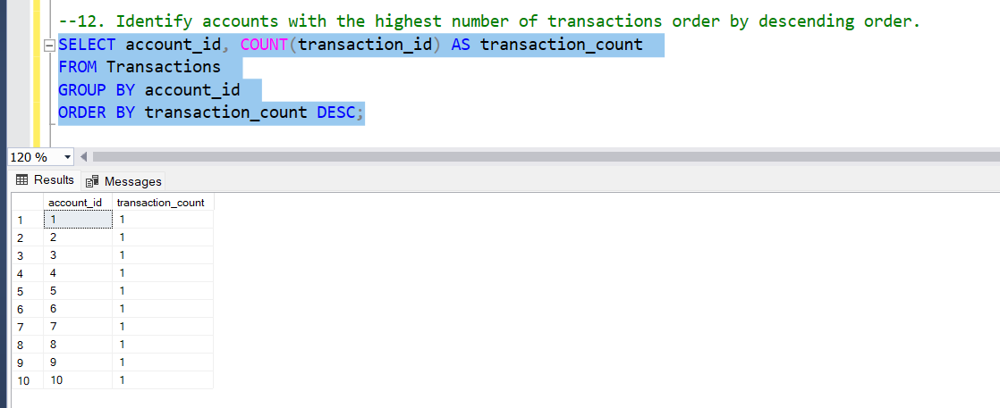 --12. Identify accounts with the highest number of transactions order by descending order.
SELECT account_id, COUNT(transaction_id) AS transaction_count
FROM Transactions
GROUP BY account_id
ORDER BY transaction_count DESC;
120 %
Results Messages
account_id transaction_count
1 1 1
2 2 1
3 3 1
4 4 1
5 5 1
6 6 1
7 7 1
8 8 1
9 9 1
10 10 1